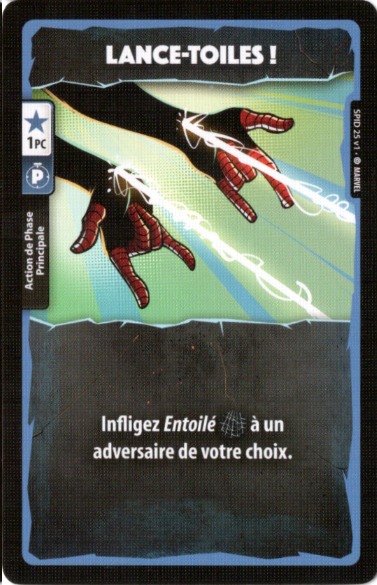 LANCE-TOILES !
1PC
P
Action de Phase
Principale
SPID 25 v1 • © MARVEL
Infligez Entoilé à un
adversaire de votre choix.